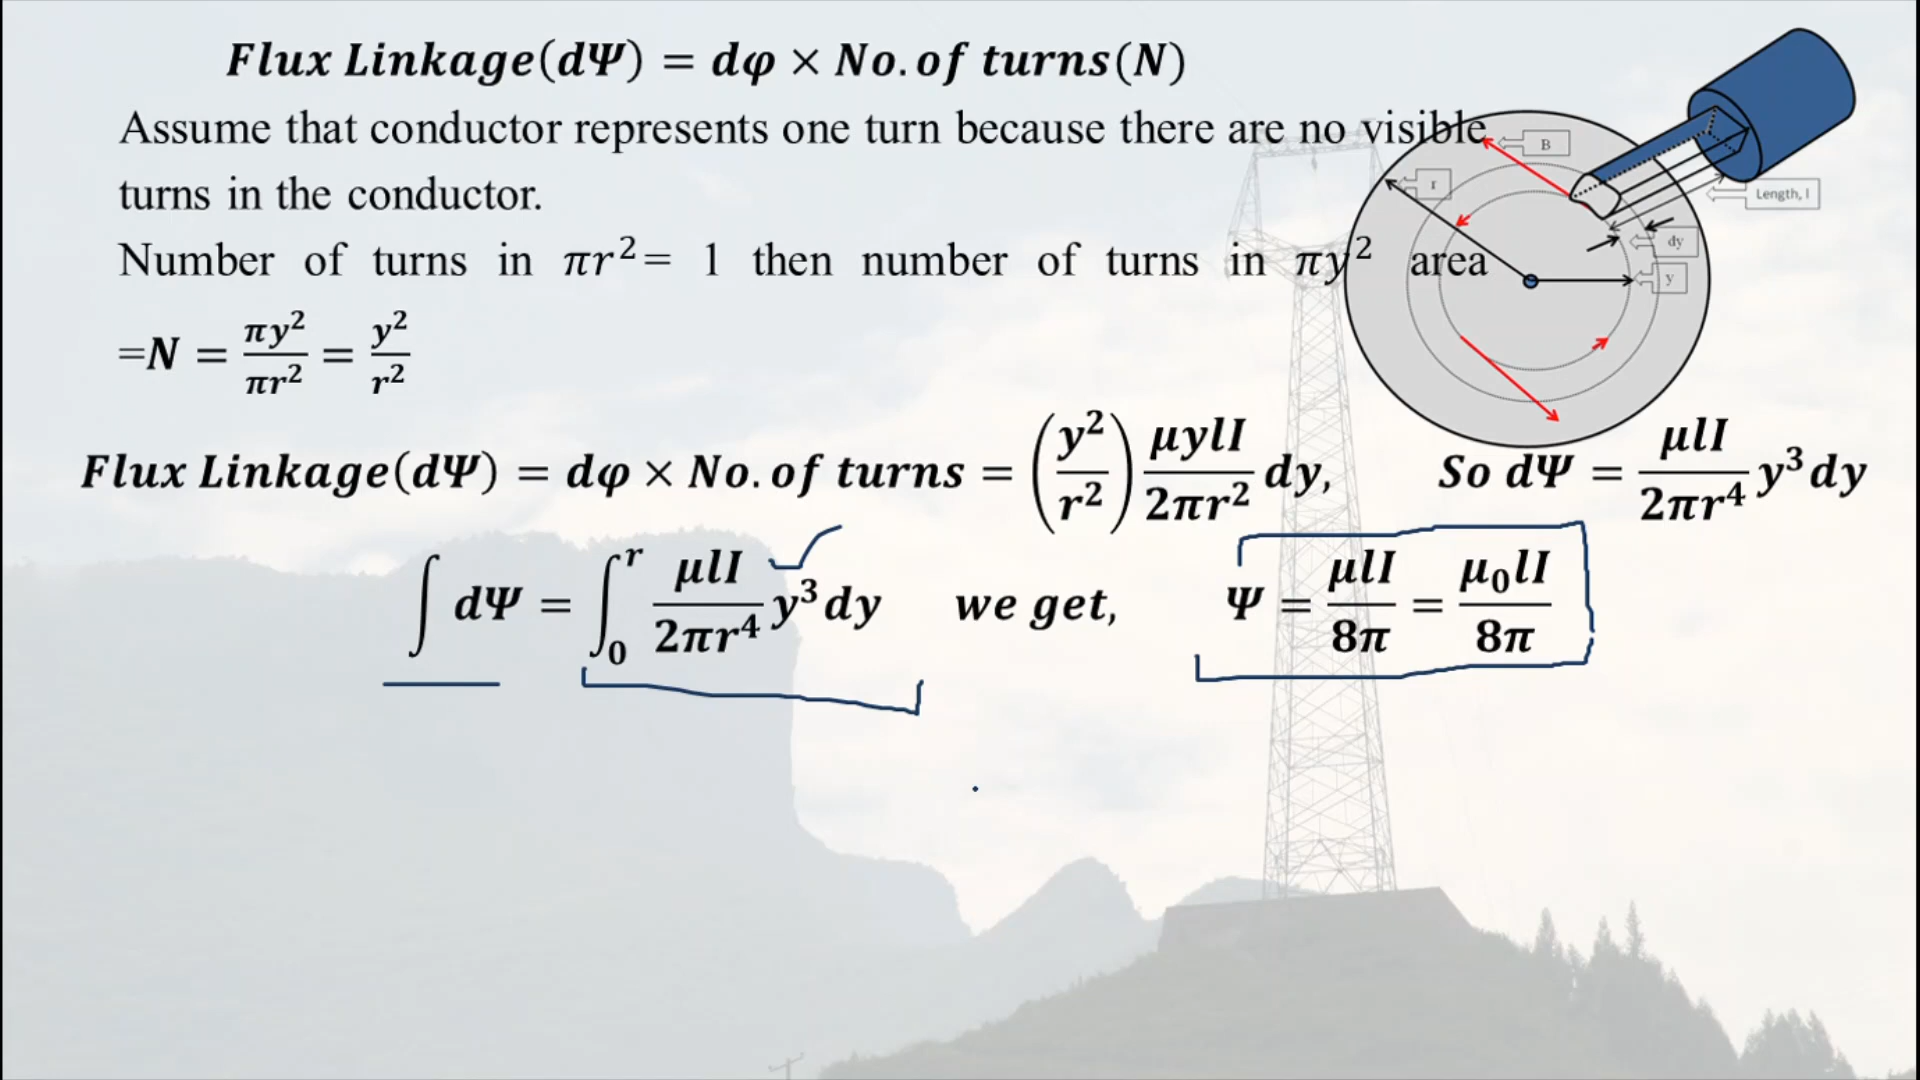 Flux Linkage(dΨ) = dφ × No. of turns(N)
Assume that conductor represents one turn because there are no visible
turns in the conductor.
Number of turns in πr² = 1 then number of turns in πy² area
=N = πy²/πr² = y²/r²
Flux Linkage(dΨ) = dφ × No. of turns = (y²/r²) μylI/2πr² dy, So dΨ = μlI/2πr⁴ y³dy
∫ dΨ = ∫₀ʳ μlI/2πr⁴ y³dy we get, Ψ = μlI/8π = μ₀lI/8π
B
r
Length, l
dy
y